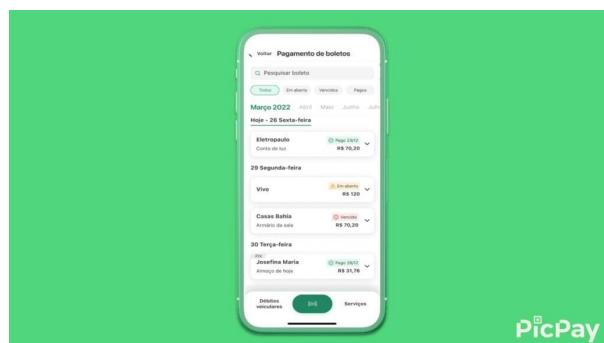 Voltar Pagamento de boletos
Pesquisar boleto
Todos Em aberto Vencidos Pagos
Março 2022 Abril Maio Junho Julh
Hoje - 26 Sexta-feira
Eletropaulo Pago 23/12
Conta de luz R$ 70,20
29 Segunda-feira
Vivo Em aberto
R$ 120
Casas Bahia Vencido
Armário da sala R$ 70,20
30 Terça-feira
PIX
Josefina Maria Pago 28/12
Almoço de hoje R$ 31,76
Débitos veiculares Serviços
PicPay